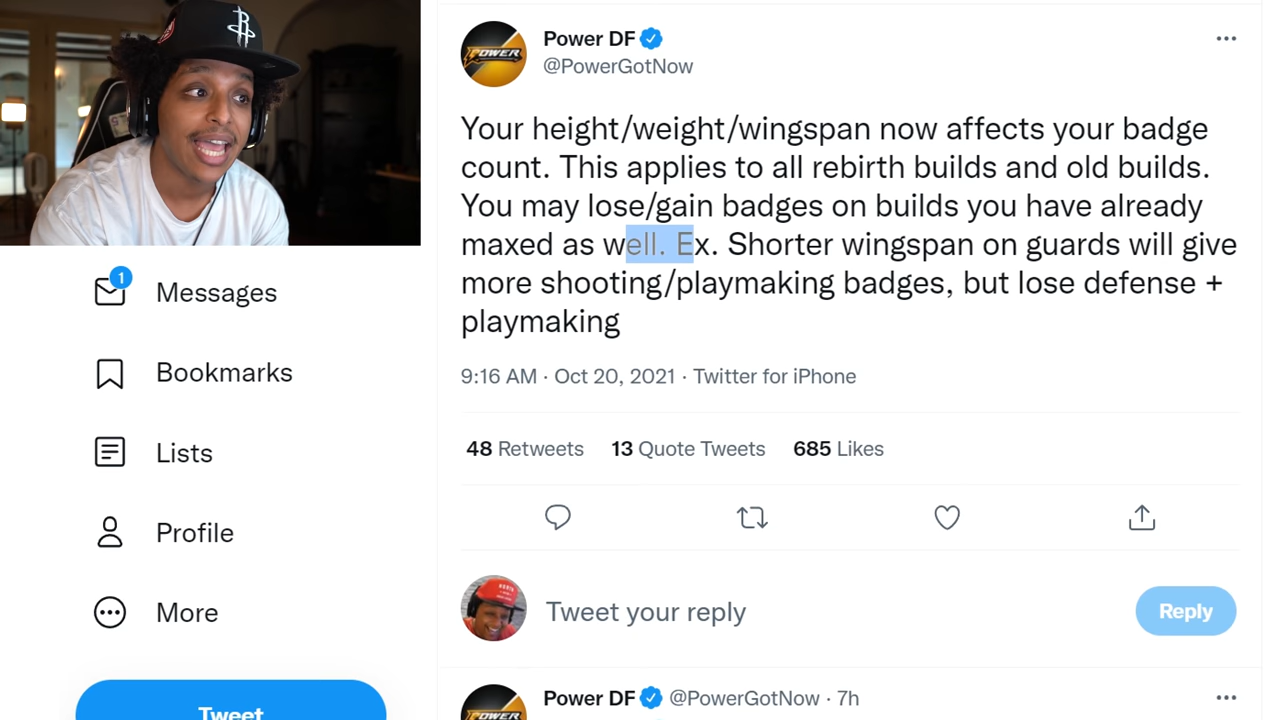 Power DF
@PowerGotNow
Your height/weight/wingspan now affects your badge
count. This applies to all rebirth builds and old builds.
You may lose/gain badges on builds you have already
maxed as well. Ex. Shorter wingspan on guards will give
more shooting/playmaking badges, but lose defense +
playmaking
9:16 AM · Oct 20, 2021 · Twitter for iPhone
48 Retweets 13 Quote Tweets 685 Likes
Tweet your reply
Reply
Power DF @PowerGotNow · 7h
1
Messages
Bookmarks
Lists
Profile
More
Tweet
POWER
POWER